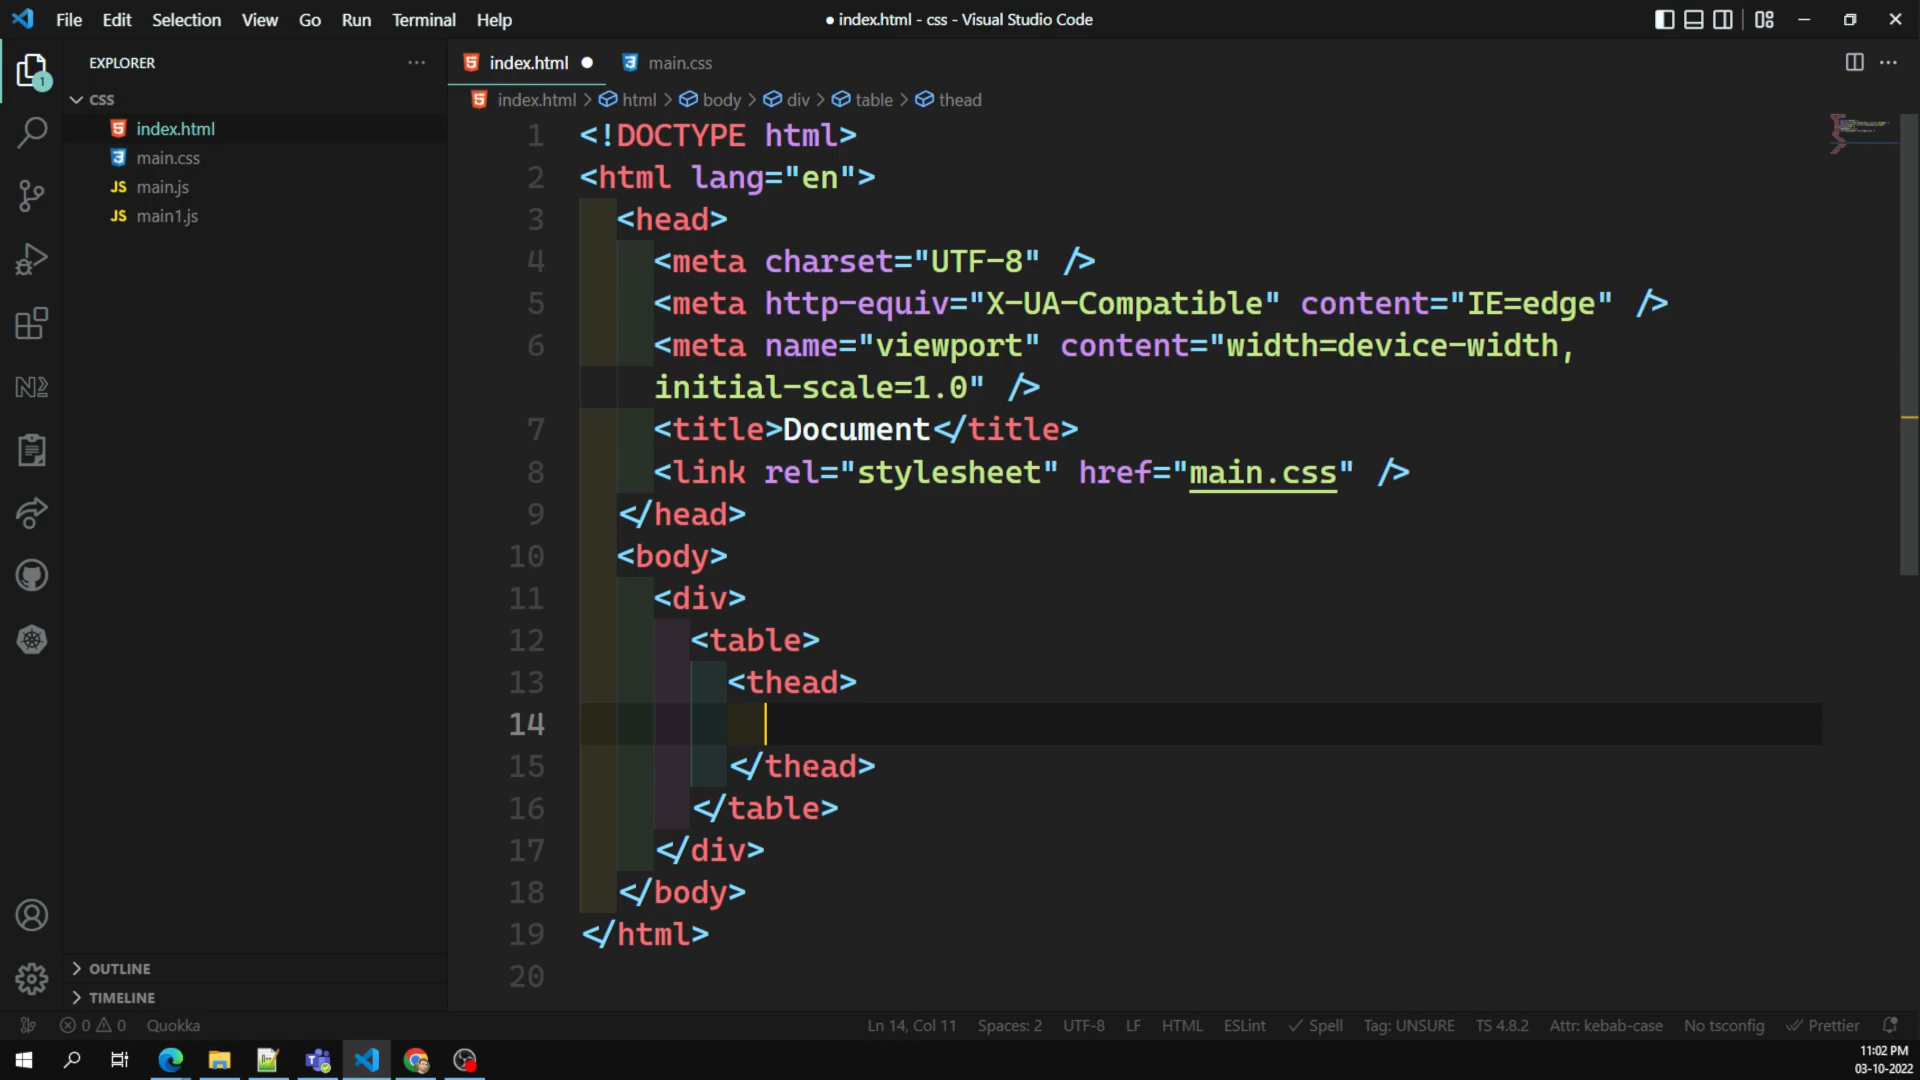 File Edit Selection View Go Run Terminal Help
● index.html - css - Visual Studio Code
EXPLORER
CSS
index.html
main.css
JS main.js
JS main1.js
OUTLINE
TIMELINE
1
index.html ●
main.css
index.html > html > body > div > table > thead
1 <!DOCTYPE html>
2 <html lang="en">
3 <head>
4 <meta charset="UTF-8" />
5 <meta http-equiv="X-UA-Compatible" content="IE=edge" />
6 <meta name="viewport" content="width=device-width,
initial-scale=1.0" />
7 <title>Document</title>
8 <link rel="stylesheet" href="main.css" />
9 </head>
10 <body>
11 <div>
12 <table>
13 <thead>
14
15 </thead>
16 </table>
17 </div>
18 </body>
19 </html>
20
0 0 Quokka
Ln 14, Col 11 Spaces: 2 UTF-8 LF HTML ESLint Spell Tag: UNSURE TS 4.8.2 Attr: kebab-case No tsconfig Prettier
11:02 PM
03-10-2022